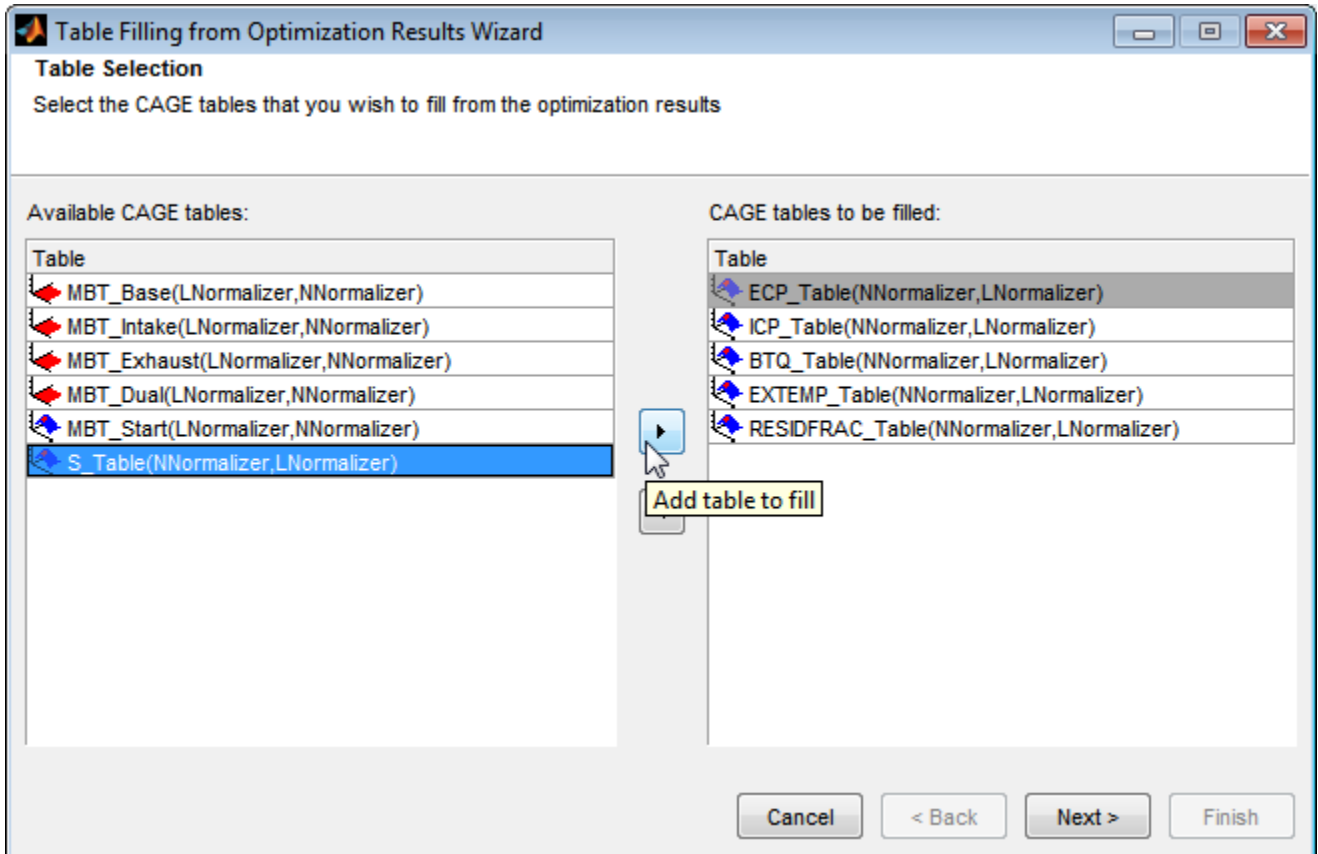 Table Filling from Optimization Results Wizard
Table Selection
Select the CAGE tables that you wish to fill from the optimization results
Available CAGE tables:
Table
MBT_Base(LNormalizer,NNormalizer)
MBT_Intake(LNormalizer,NNormalizer)
MBT_Exhaust(LNormalizer,NNormalizer)
MBT_Dual(LNormalizer,NNormalizer)
MBT_Start(LNormalizer,NNormalizer)
S_Table(NNormalizer,LNormalizer)
Add table to fill
CAGE tables to be filled:
Table
ECP_Table(NNormalizer,LNormalizer)
ICP_Table(NNormalizer,LNormalizer)
BTQ_Table(NNormalizer,LNormalizer)
EXTEMP_Table(NNormalizer,LNormalizer)
RESIDFRAC_Table(NNormalizer,LNormalizer)
Cancel
< Back
Next >
Finish